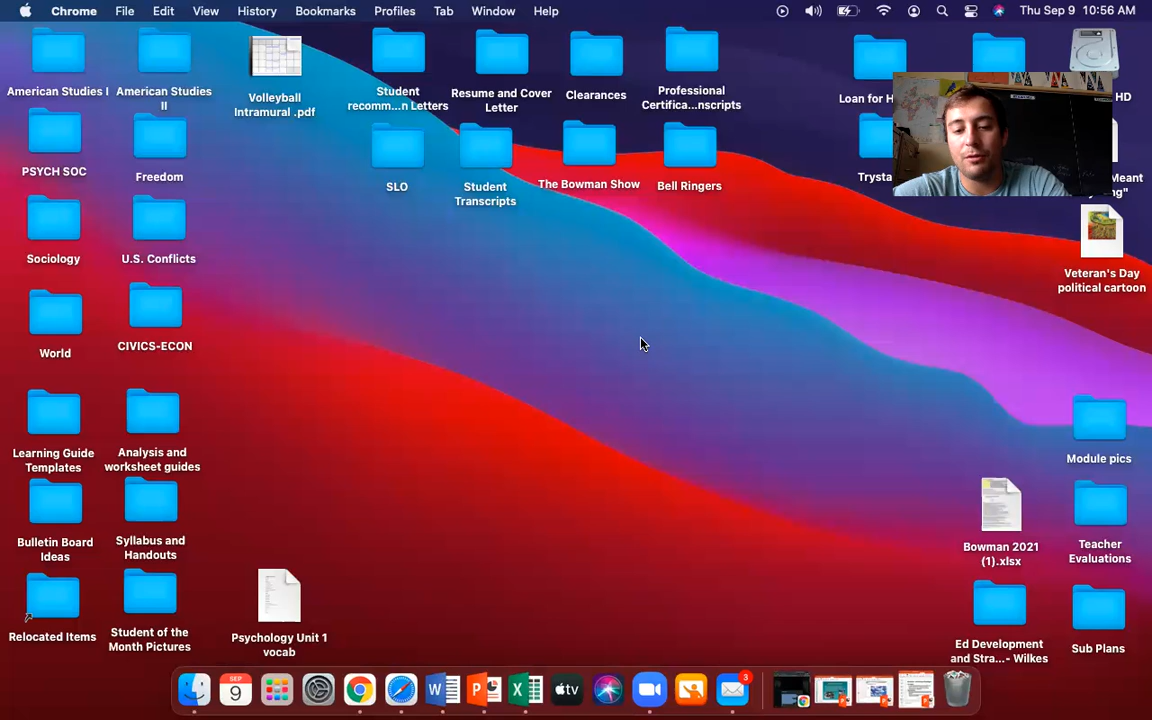 Chrome File Edit View History Bookmarks Profiles Tab Window Help Thu Sep 9 10:56 AM
American Studies I
American Studies
II
Volleyball
Intramural .pdf
Student
recomm...n Letters
Resume and Cover
Letter
Clearances
Professional
Certifica...nscripts
Loan for H
HD
PSYCH SOC
Freedom
SLO
Student
Transcripts
The Bowman Show
Bell Ringers
Trysta
Meant
Sociology
U.S. Conflicts
Veteran's Day
political cartoon
World
CIVICS-ECON
Learning Guide
Templates
Analysis and
worksheet guides
Module pics
Bulletin Board
Ideas
Syllabus and
Handouts
Bowman 2021
(1).xlsx
Teacher
Evaluations
Relocated Items
Student of the
Month Pictures
Psychology Unit 1
vocab
Ed Development
and Stra...- Wilkes
Sub Plans
SEP
9
W
P
X
tv
3